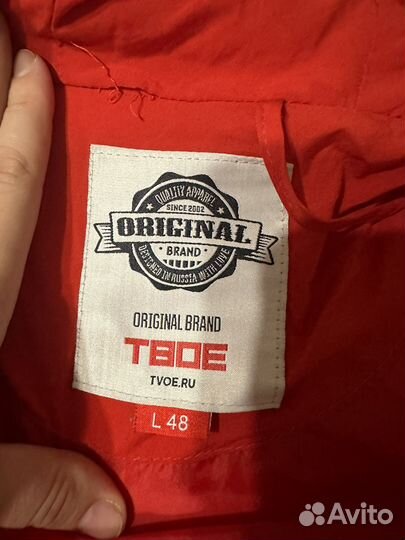 QUALITY APPAREL
SINCE 2002
ORIGINAL
BRAND
DESIGNED IN RUSSIA WITH LOVE
ORIGINAL BRAND
ТВОЕ
TVOE.RU
L 48
Avito